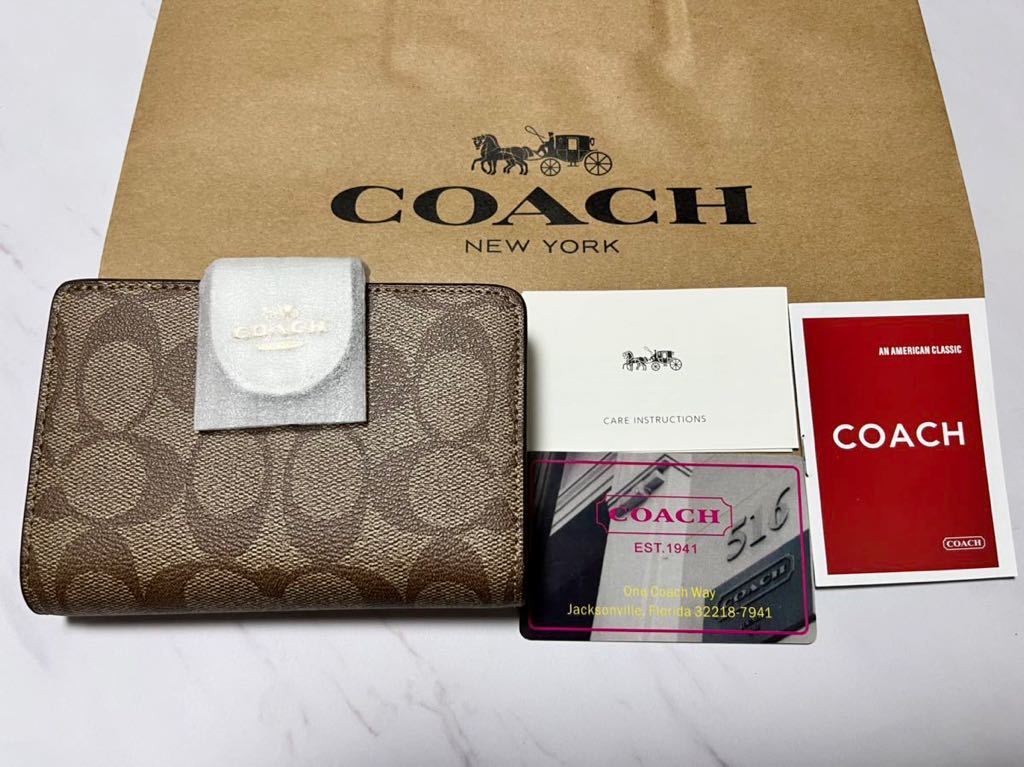 COACH
NEW YORK
COACH
CARE INSTRUCTIONS
AN AMERICAN CLASSIC
COACH
COACH
COACH
EST.1941
516
COACH
One Coach Way
Jacksonville, Florida 32218-7941